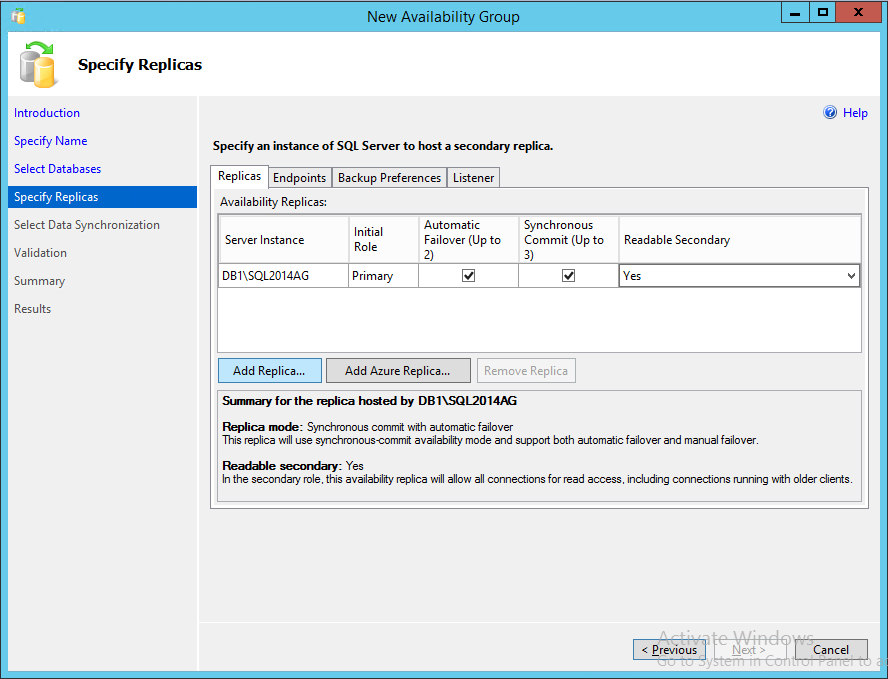 New Availability Group
Specify Replicas
Introduction
Specify Name
Select Databases
Specify Replicas
Select Data Synchronization
Validation
Summary
Results
Help
Specify an instance of SQL Server to host a secondary replica.
Replicas Endpoints Backup Preferences Listener
Availability Replicas:
Server Instance
Initial
Role
Automatic
Failover (Up to
2)
Synchronous
Commit (Up to
3)
Readable Secondary
DB1\SQL2014AG Primary Yes
Add Replica... Add Azure Replica... Remove Replica
Summary for the replica hosted by DB1\SQL2014AG
Replica mode: Synchronous commit with automatic failover
This replica will use synchronous-commit availability mode and support both automatic failover and manual failover.
Readable secondary: Yes
In the secondary role, this availability replica will allow all connections for read access, including connections running with older clients.
Activate Windows
< Previous Next > Cancel
Go to System in Control Panel to a